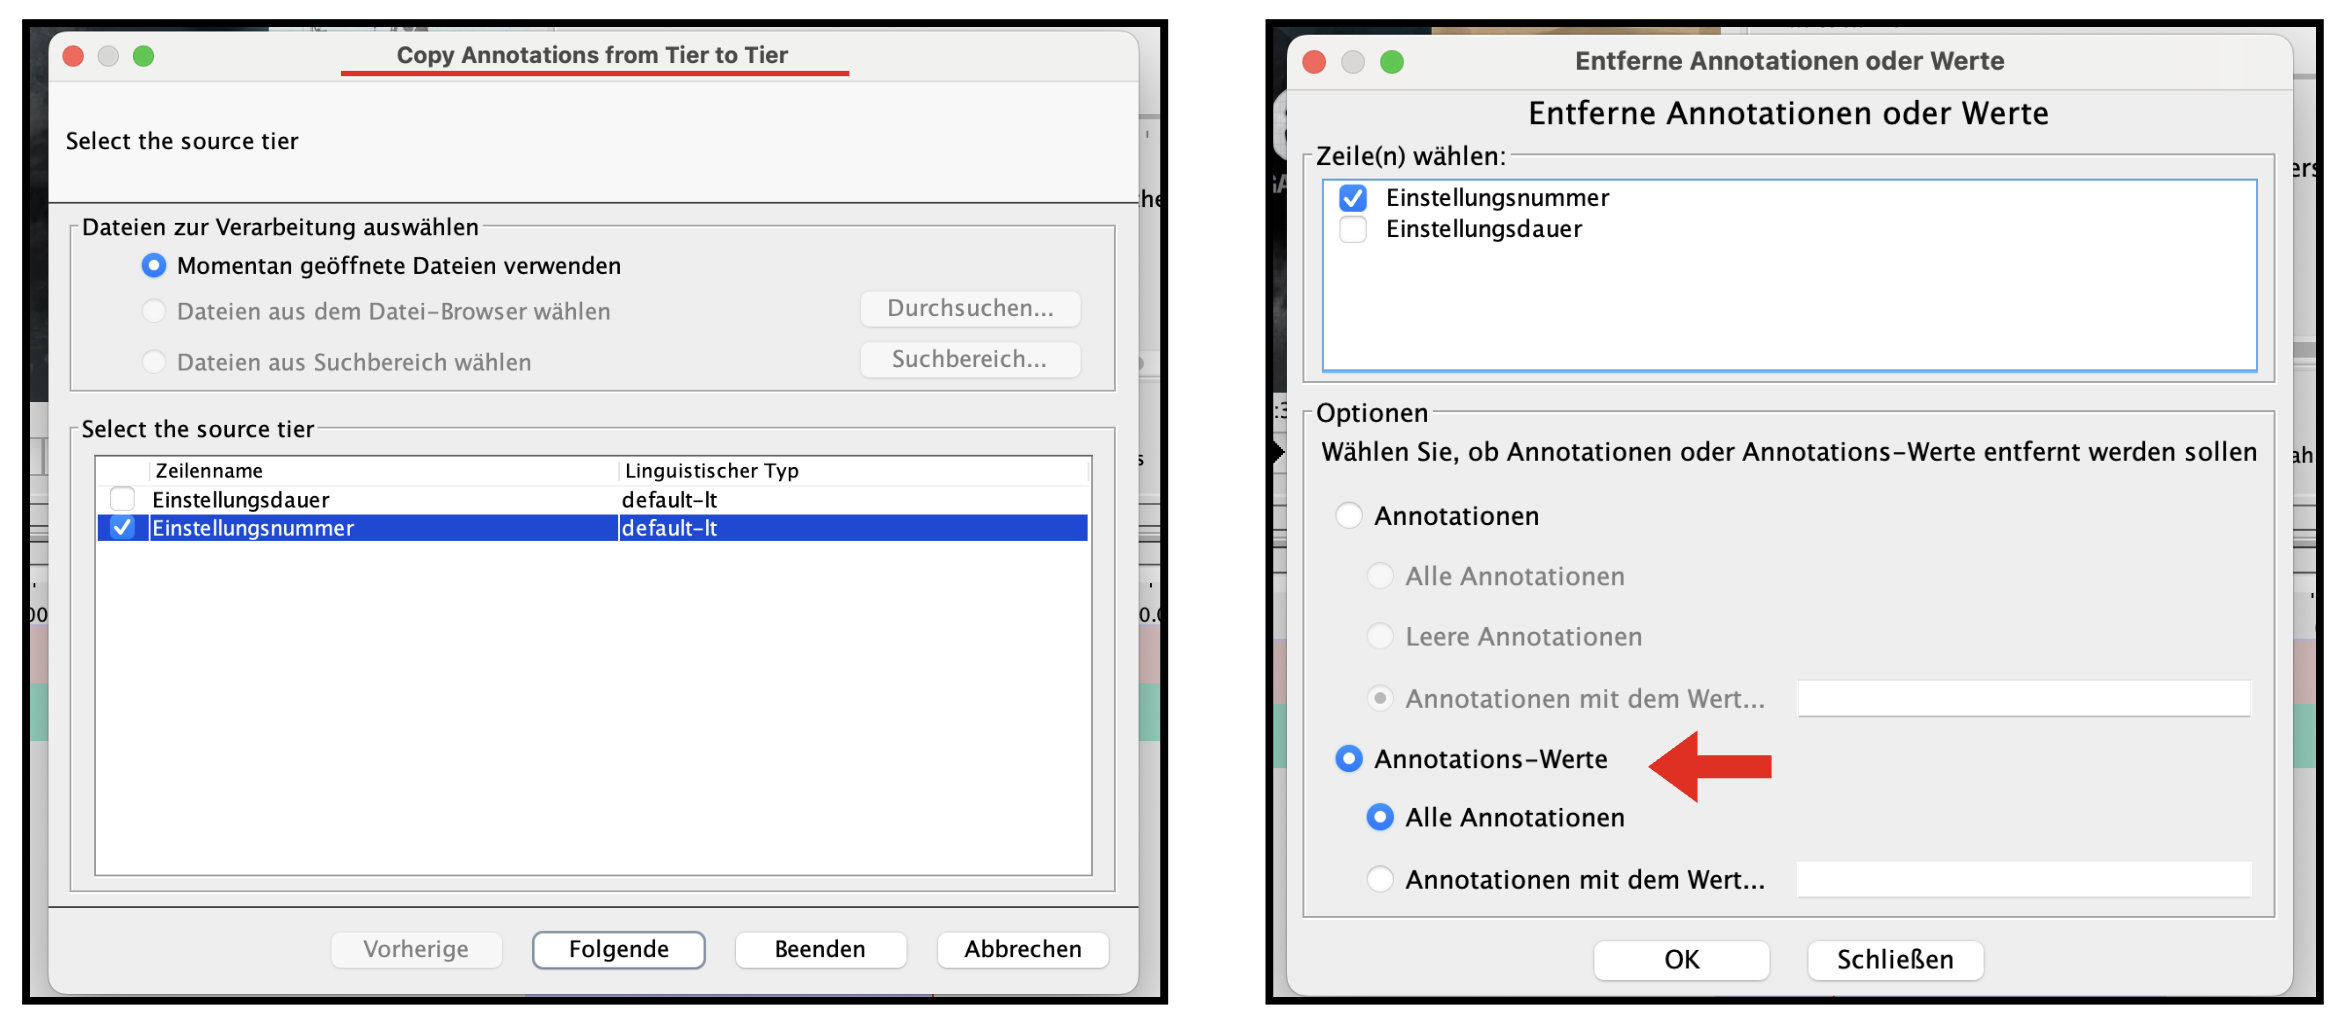 Copy Annotations from Tier to Tier
Select the source tier
Dateien zur Verarbeitung auswählen
Momentan geöffnete Dateien verwenden
Dateien aus dem Datei-Browser wählen
Durchsuchen...
Dateien aus Suchbereich wählen
Suchbereich...
Select the source tier
Zeilenname Linguistischer Typ
Einstellungsdauer default-lt
Einstellungsnummer default-lt
Vorherige Folgende Beenden Abbrechen
Entferne Annotationen oder Werte
Entferne Annotationen oder Werte
Zeile(n) wählen:
Einstellungsnummer
Einstellungsdauer
Optionen
Wählen Sie, ob Annotationen oder Annotations-Werte entfernt werden sollen
Annotationen
Alle Annotationen
Leere Annotationen
Annotationen mit dem Wert...
Annotations-Werte
Alle Annotationen
Annotationen mit dem Wert...
OK Schließen